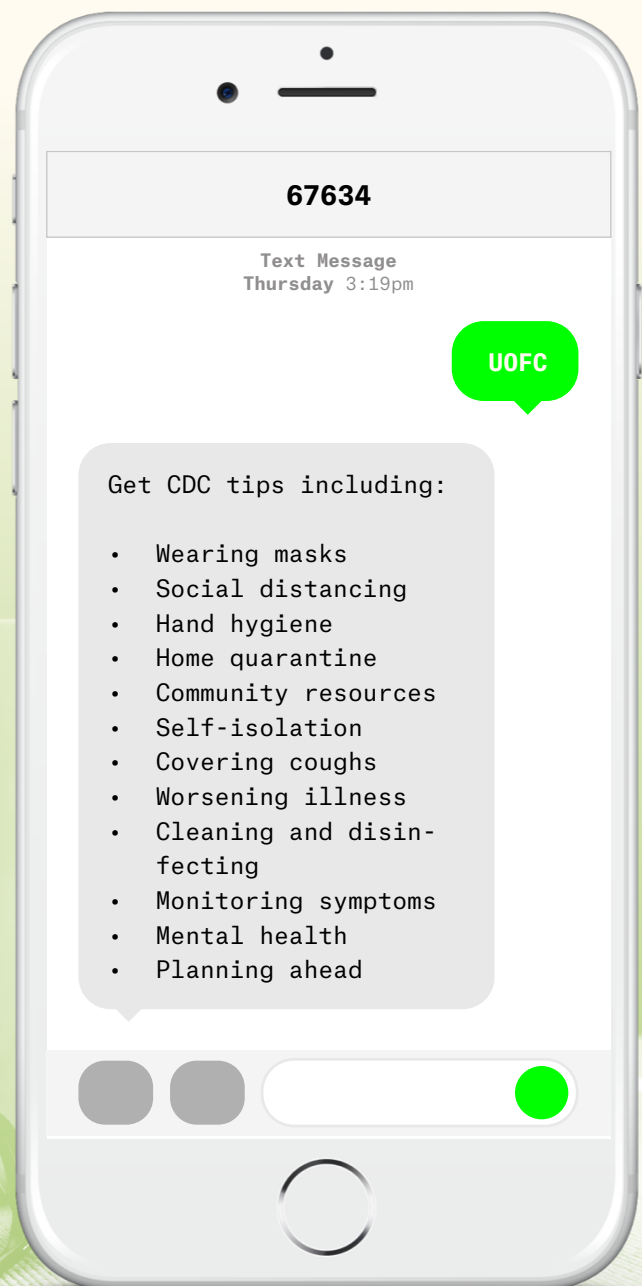 67634
Text Message
Thursday 3:19pm
UOFC
Get CDC tips including:
• Wearing masks
• Social distancing
• Hand hygiene
• Home quarantine
• Community resources
• Self-isolation
• Covering coughs
• Worsening illness
• Cleaning and disin-
fecting
• Monitoring symptoms
• Mental health
• Planning ahead